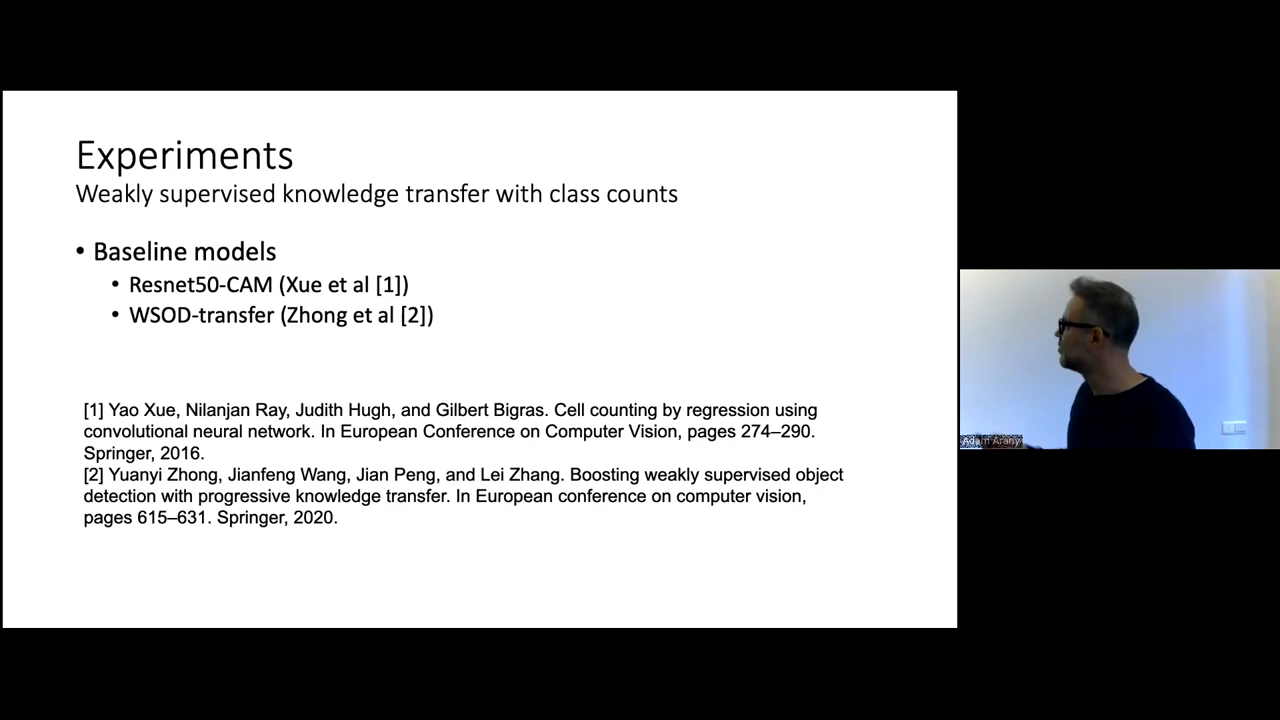 Experiments
Weakly supervised knowledge transfer with class counts
• Baseline models
• Resnet50-CAM (Xue et al [1])
• WSOD-transfer (Zhong et al [2])
[1] Yao Xue, Nilanjan Ray, Judith Hugh, and Gilbert Bigras. Cell counting by regression using
convolutional neural network. In European Conference on Computer Vision, pages 274–290.
Springer, 2016.
[2] Yuanyi Zhong, Jianfeng Wang, Jian Peng, and Lei Zhang. Boosting weakly supervised object
detection with progressive knowledge transfer. In European conference on computer vision,
pages 615–631. Springer, 2020.
Adam Arany